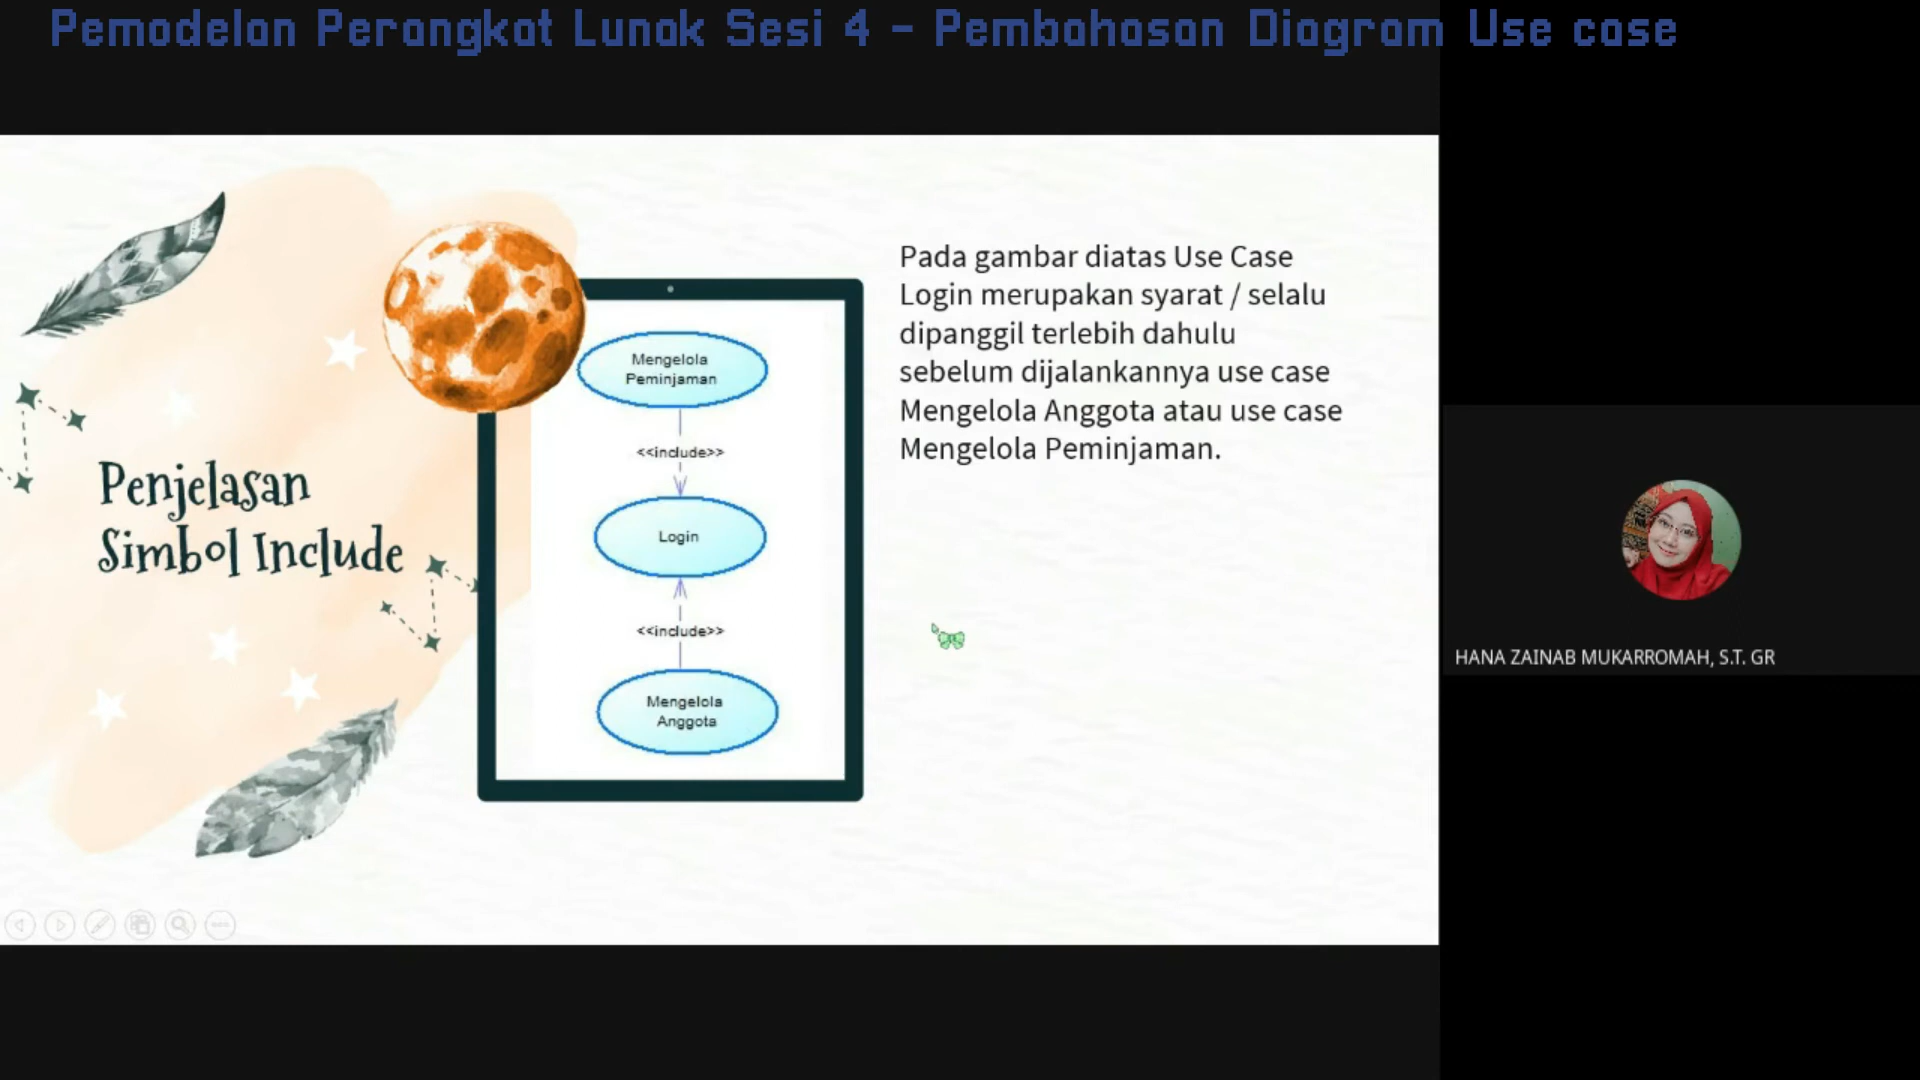 Pemodelan Perangkat Lunak Sesi 4 - Pembahasan Diagram Use case
Penjelasan
Simbol Include
Mengelola
Peminjaman
<<include>>
Login
<<include>>
Mengelola
Anggota
Pada gambar diatas Use Case
Login merupakan syarat / selalu
dipanggil terlebih dahulu
sebelum dijalankannya use case
Mengelola Anggota atau use case
Mengelola Peminjaman.
HANA ZAINAB MUKARROMAH, S.T. GR